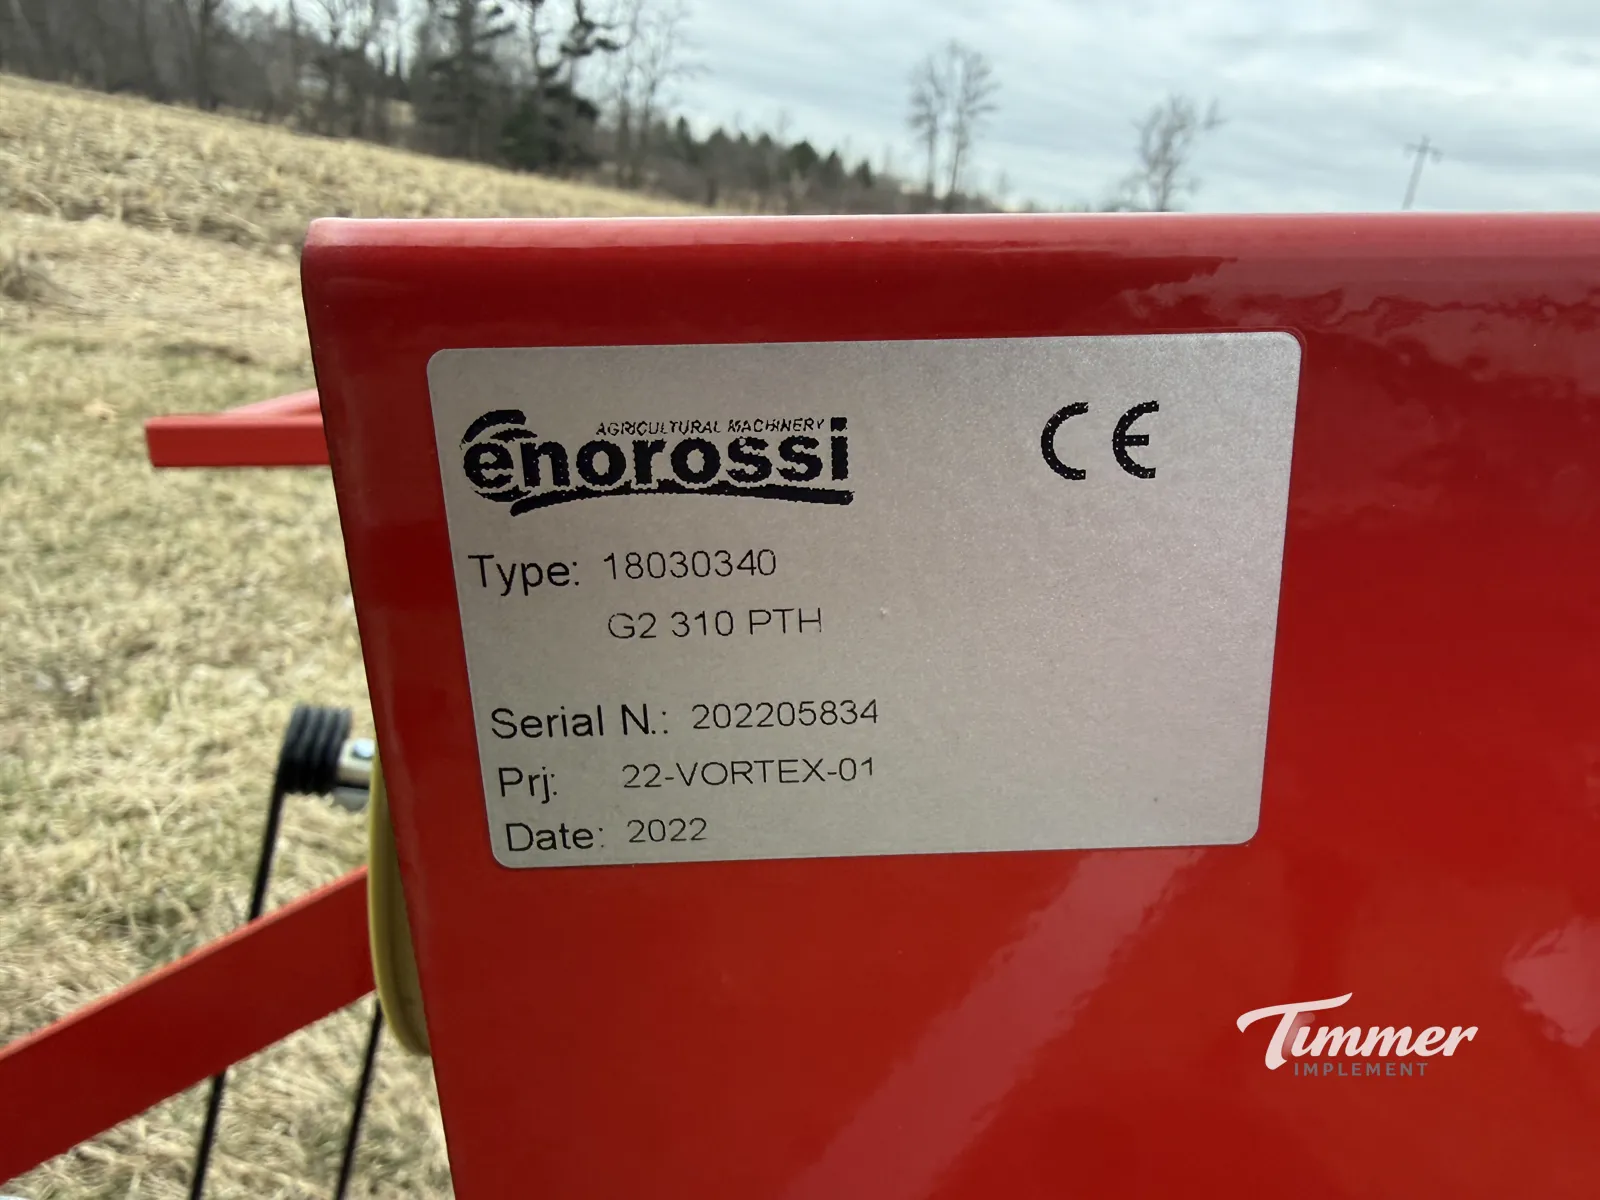 AGRICULTURAL MACHINERY
enorossi
CE
Type: 18030340
G2 310 PTH
Serial N.: 202205834
Prj: 22-VORTEX-01
Date: 2022
Timmer
IMPLEMENT